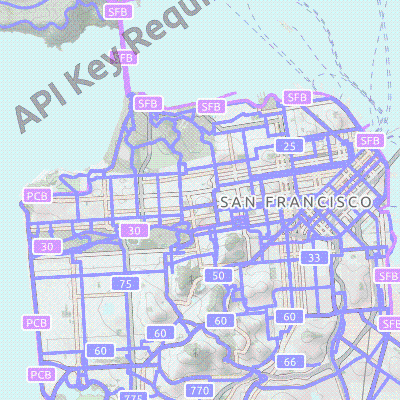 SFB
SFB
API Key Requi
SFB
SFB
SFB
SFB
25
PCB
SAN FRANCISCO
30
30
33
50
SFB
75
PCB
60
60
60
SFB
60
66
PCB
770
775